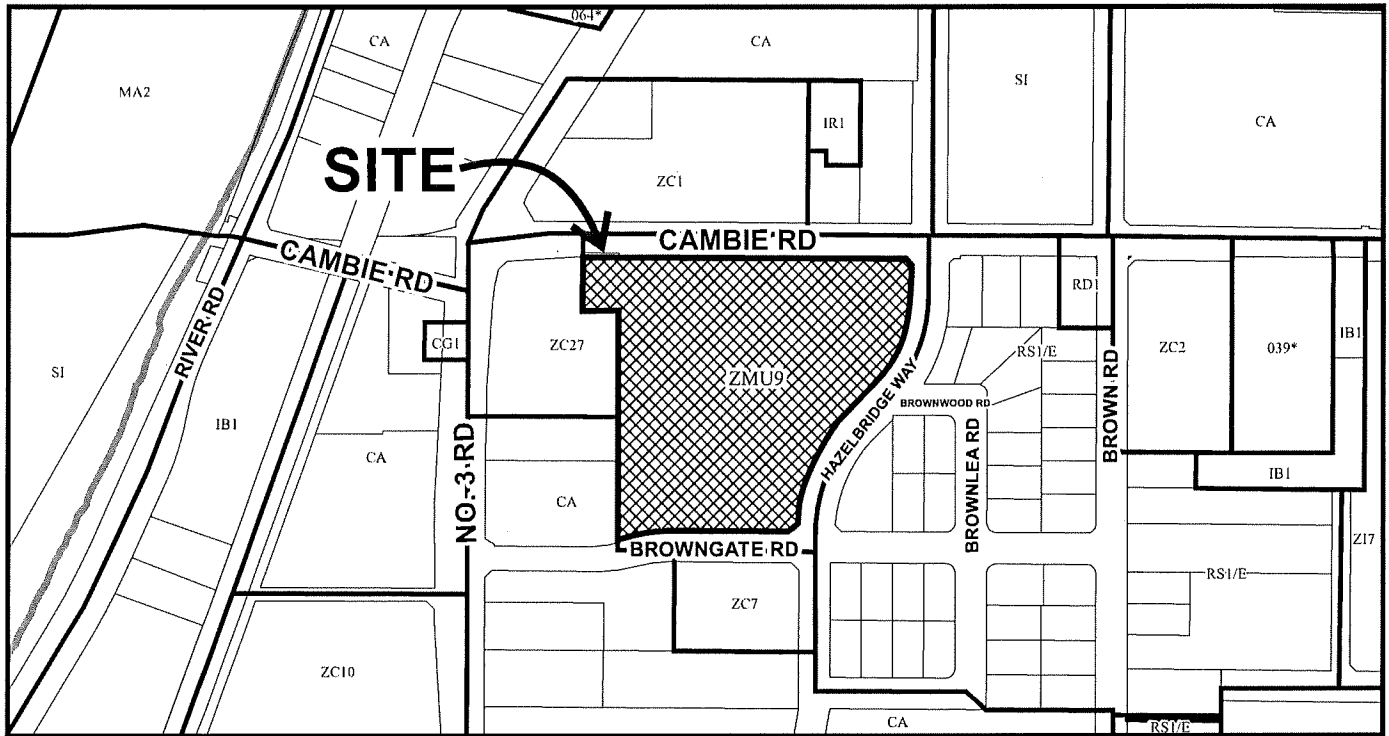 064*
CA
CA
MA2
SI
CA
IR1
SITE
ZC1
CAMBIE RD
CAMBIE RD
RIVER RD
RD1
IB1
CG1
ZC27
RS1/E
ZC2
039*
SI
ZMU9
HAZELBRIDGE WAY
BROWNWOOD RD
IB1
NO. 3 RD
CA
BROWNLEA RD
BROWN RD
IB1
CA
BROWNGATE RD
ZI7
RS1/E
ZC7
ZC10
CA
RS1/E